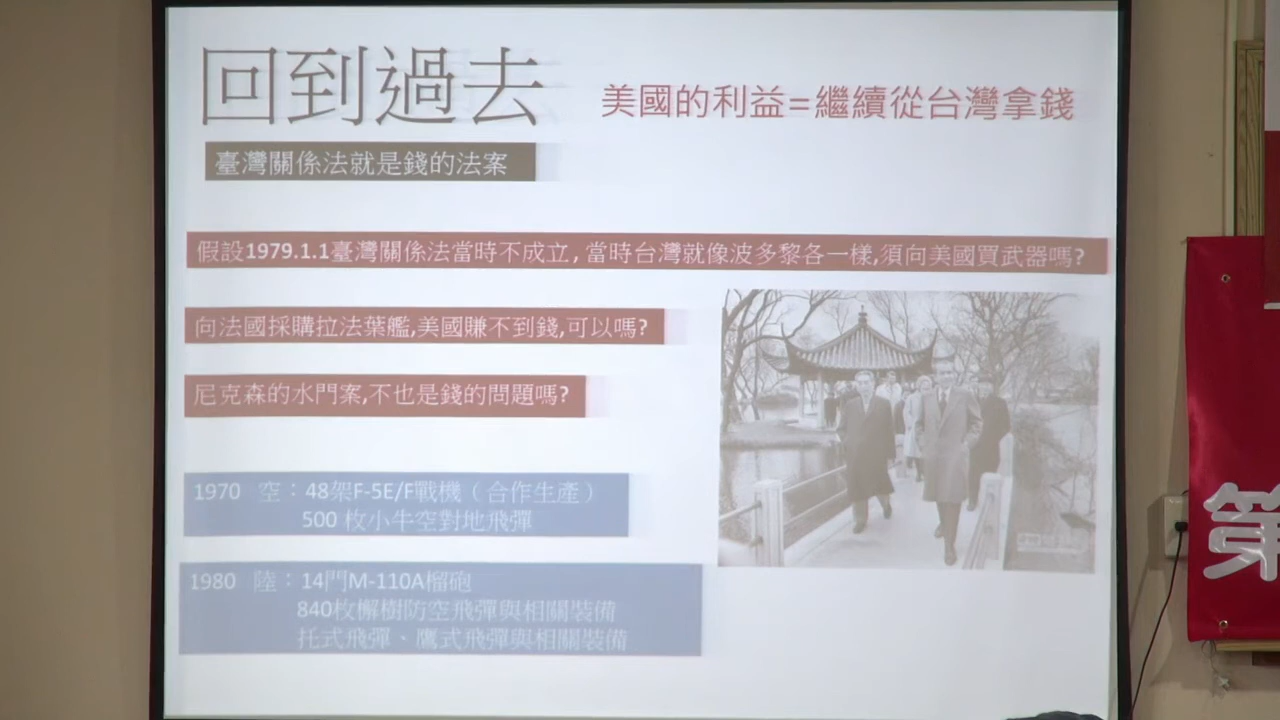 回到過去
美國的利益=繼續從台灣拿錢
臺灣關係法就是錢的法案
假設1979.1.1臺灣關係法當時不成立,當時台灣就像波多黎各一樣,須向美國買武器嗎?
向法國採購拉法葉艦,美國賺不到錢,可以嗎?
尼克森的水門案,不也是錢的問題嗎?
1970 空：48架F-5E/F戰機（合作生產）
500 枚小牛空對地飛彈
1980 陸：14門M-110A榴砲
840枚檞樹防空飛彈與相關裝備
托式飛彈、鷹式飛彈與相關裝備
第